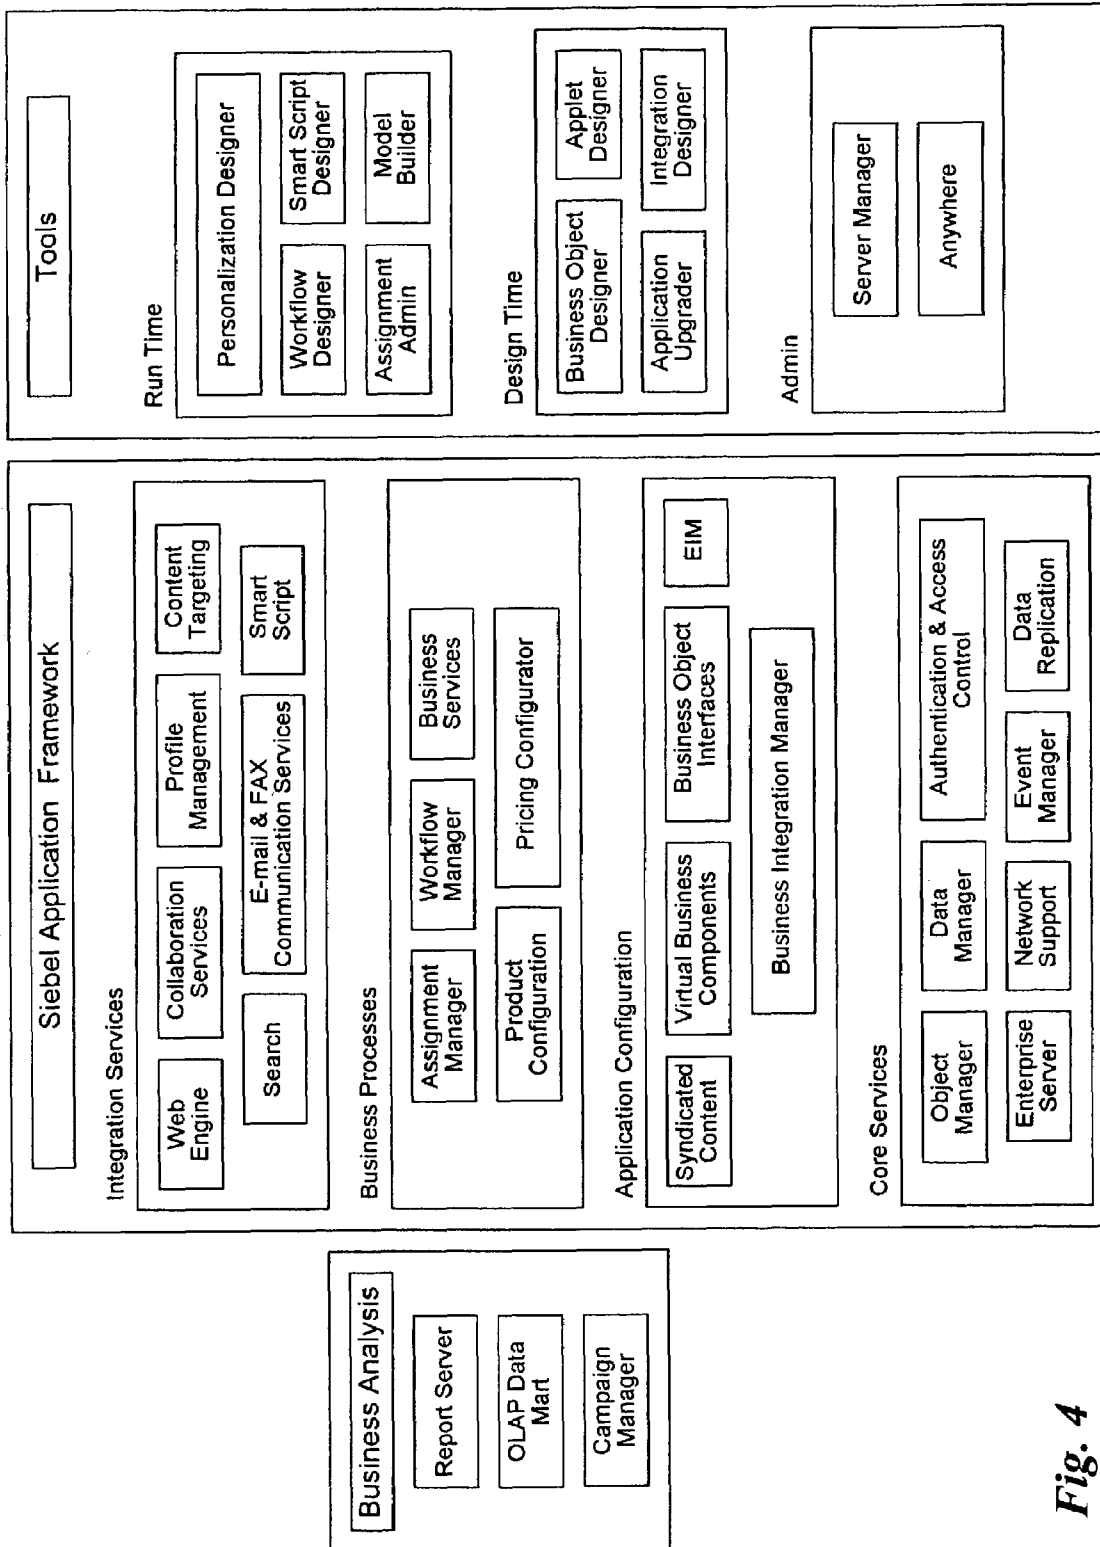 Business Analysis
Report Server
OLAP Data
Mart
Campaign
Manager
Siebel Application Framework
Integration Services
Web
Engine
Collaboration
Services
Profile
Management
Content
Targeting
Search
E-mail & FAX
Communication Services
Smart
Script
Business Processes
Assignment
Manager
Workflow
Manager
Business
Services
Product
Configuration
Pricing Configurator
Application Configuration
Syndicated
Content
Virtual Business
Components
Business Object
Interfaces
EIM
Business Integration Manager
Core Services
Object
Manager
Data
Manager
Authentication & Access
Control
Enterprise
Server
Network
Support
Event
Manager
Data
Replication
Tools
Run Time
Personalization Designer
Workflow
Designer
Smart Script
Designer
Assignment
Admin
Model
Builder
Design Time
Business Object
Designer
Applet
Designer
Application
Upgrader
Integration
Designer
Admin
Server Manager
Anywhere
Fig. 4